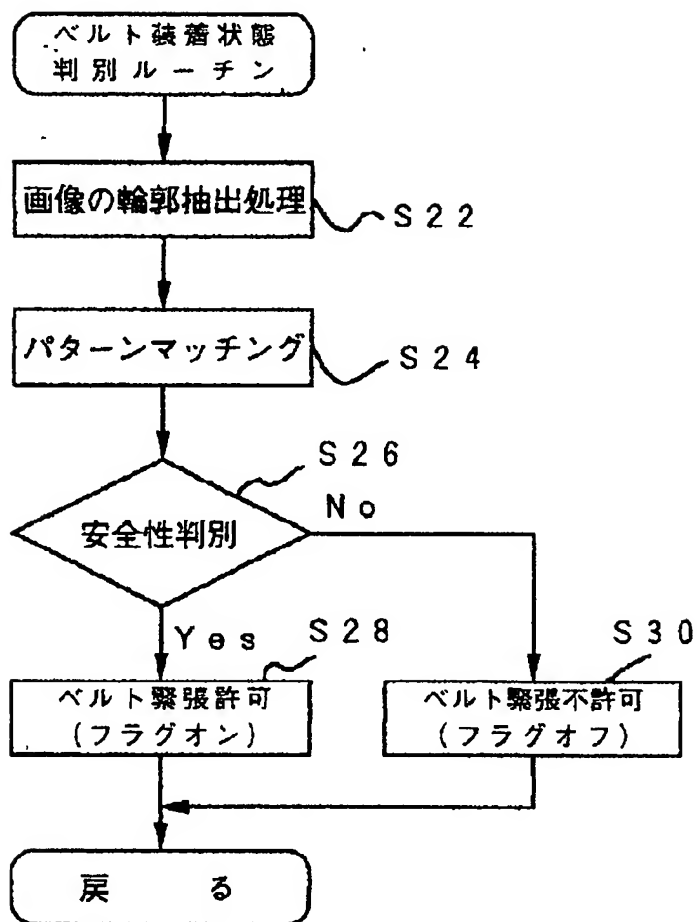 ベルト装着状態
判別ルーチン
画像の輪郭抽出処理
S22
パターンマッチング
S24
S26
安全性判別
No
Yes
S28
ベルト緊張許可
(フラグオン)
S30
ベルト緊張不許可
(フラグオフ)
戻る